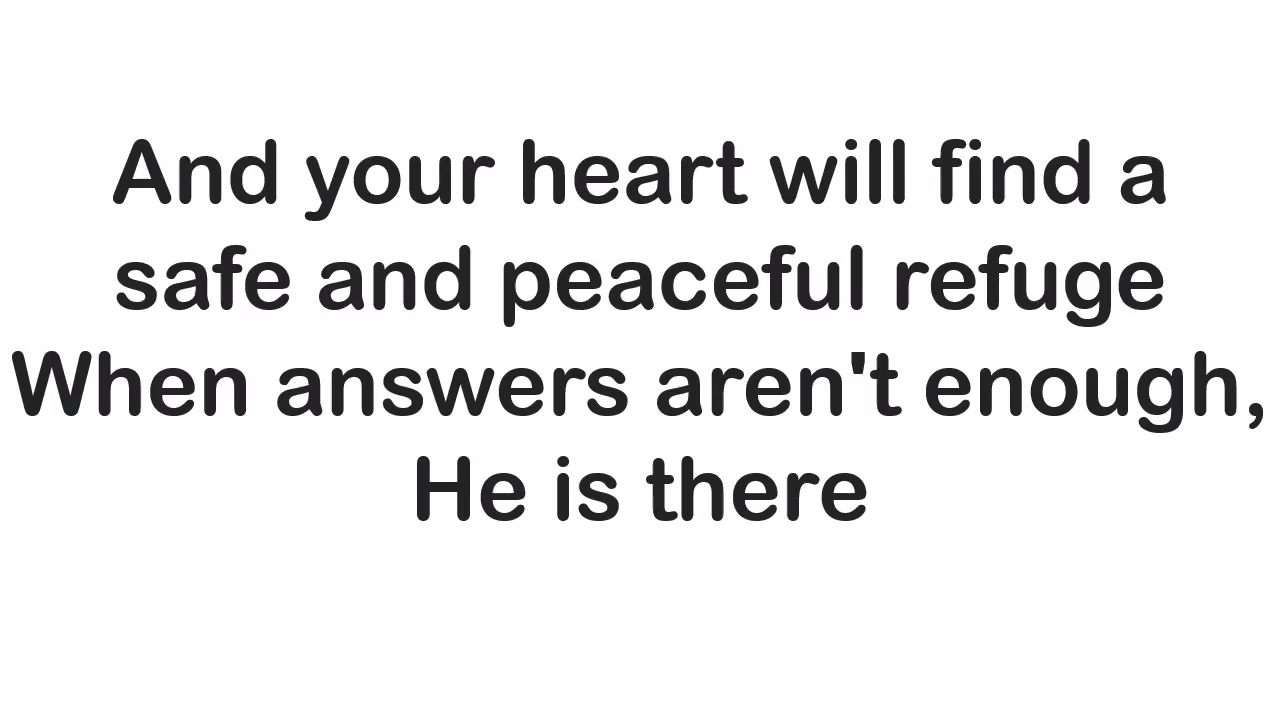 And your heart will find a
safe and peaceful refuge
When answers aren't enough,
He is there